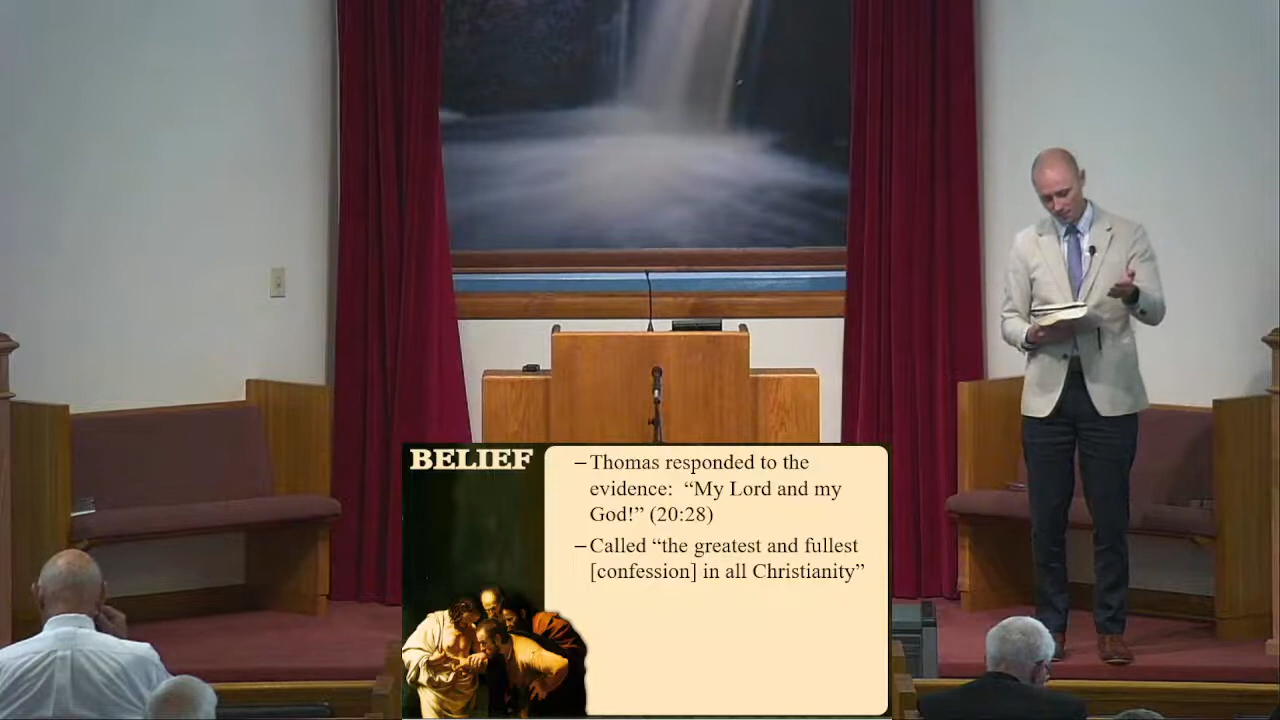 BELIEF
–Thomas responded to the
evidence:  “My Lord and my
God!” (20:28)
–Called “the greatest and fullest
[confession] in all Christianity”